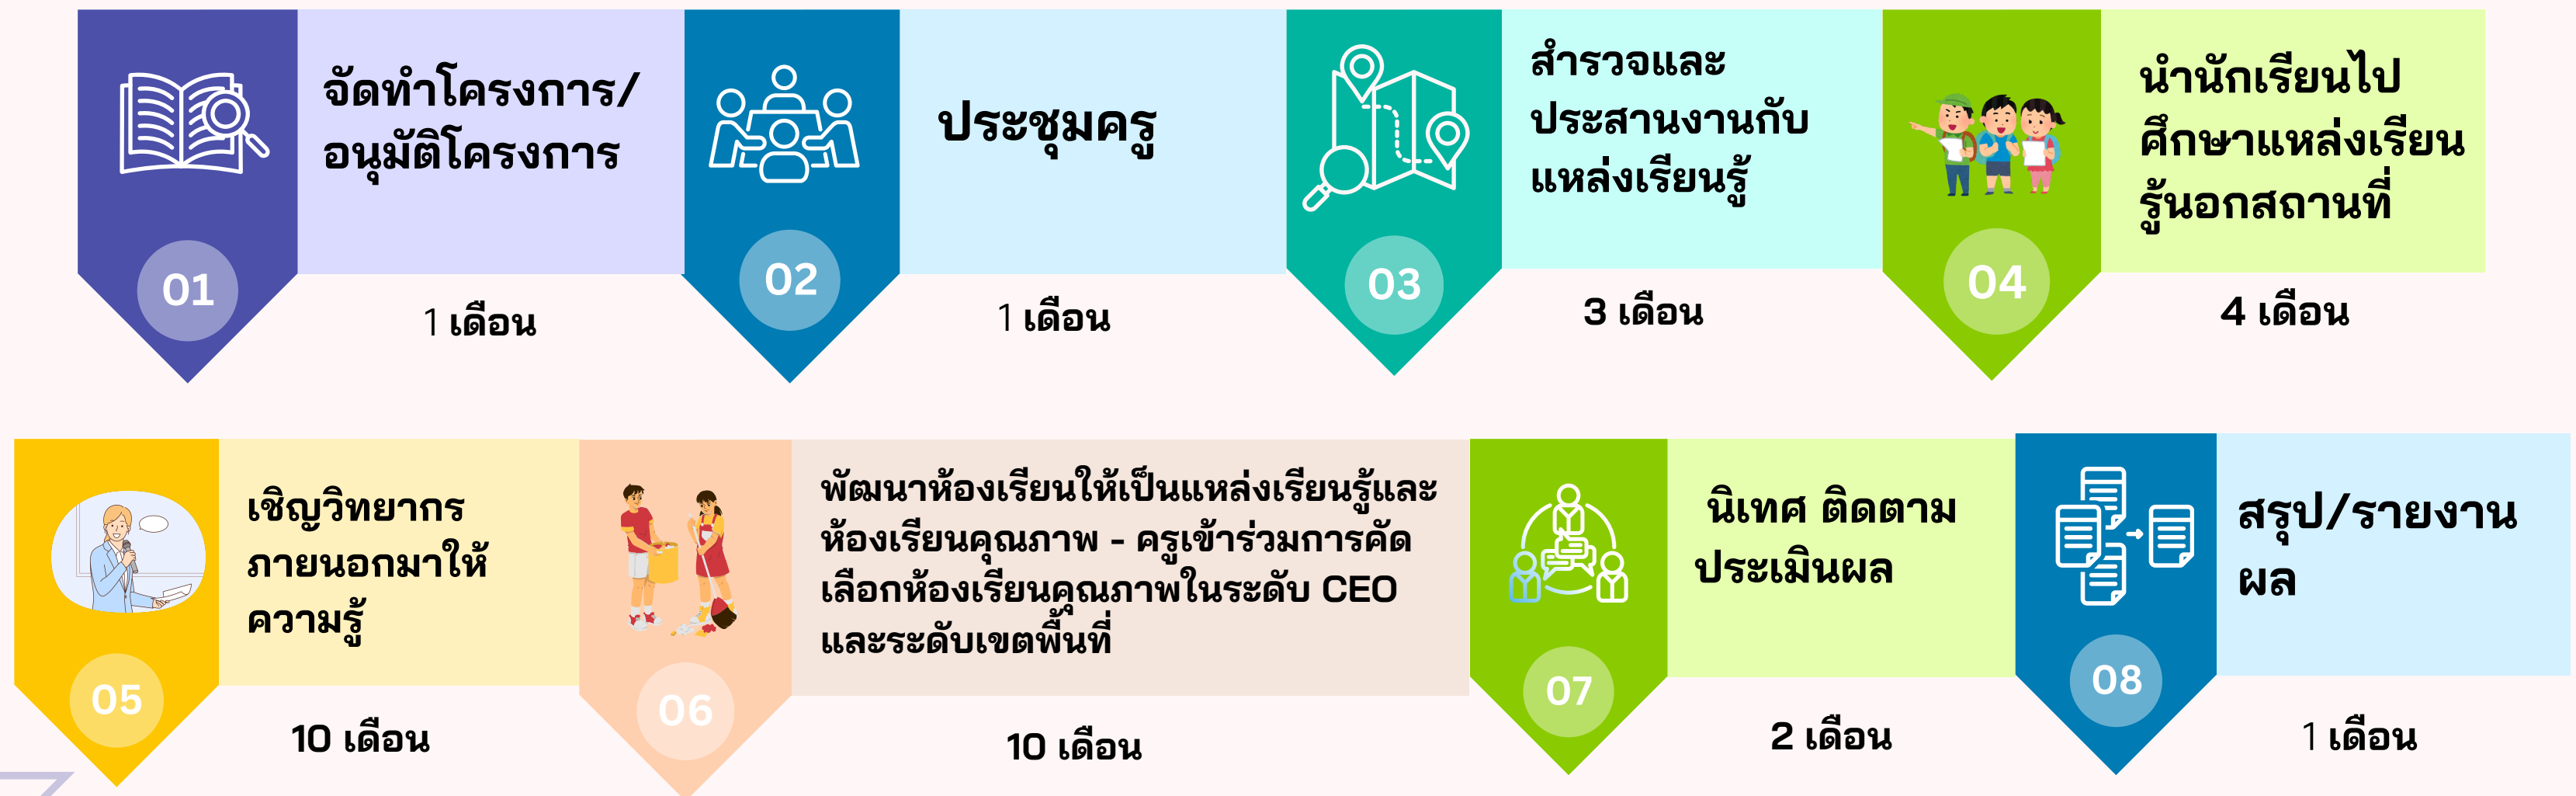 จัดทำโครงการ/
อนุมัติโครงการ
01
1 เดือน
ประชุมครู
02
1 เดือน
สำรวจและ
ประสานงานกับ
แหล่งเรียนรู้
03
3 เดือน
นำนักเรียนไป
ศึกษาแหล่งเรียน
รู้นอกสถานที่
04
4 เดือน
เชิญวิทยากร
ภายนอกมาให้
ความรู้
05
10 เดือน
พัฒนาห้องเรียนให้เป็นแหล่งเรียนรู้และ
ห้องเรียนคุณภาพ - ครูเข้าร่วมการคัด
เลือกห้องเรียนคุณภาพในระดับ CEO
และระดับเขตพื้นที่
06
10 เดือน
นิเทศ ติดตาม
ประเมินผล
07
2 เดือน
สรุป/รายงาน
ผล
08
1 เดือน